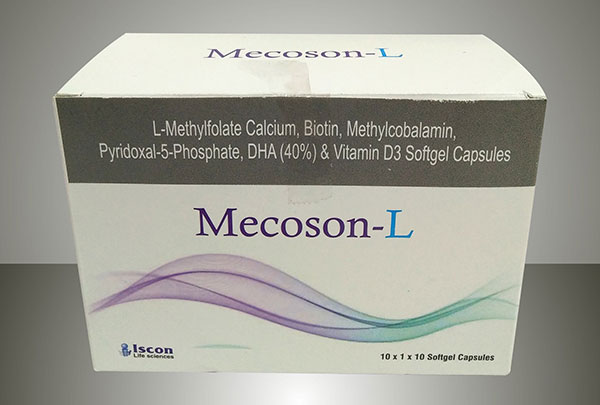 Mecoson-L
L-Methylfolate Calcium, Biotin, Methylcobalamin,
Pyridoxal-5-Phosphate, DHA (40%) & Vitamin D3 Softgel Capsules
Mecoson-L
Iscon
Life sciences
10 x 1 x 10 Softgel Capsules